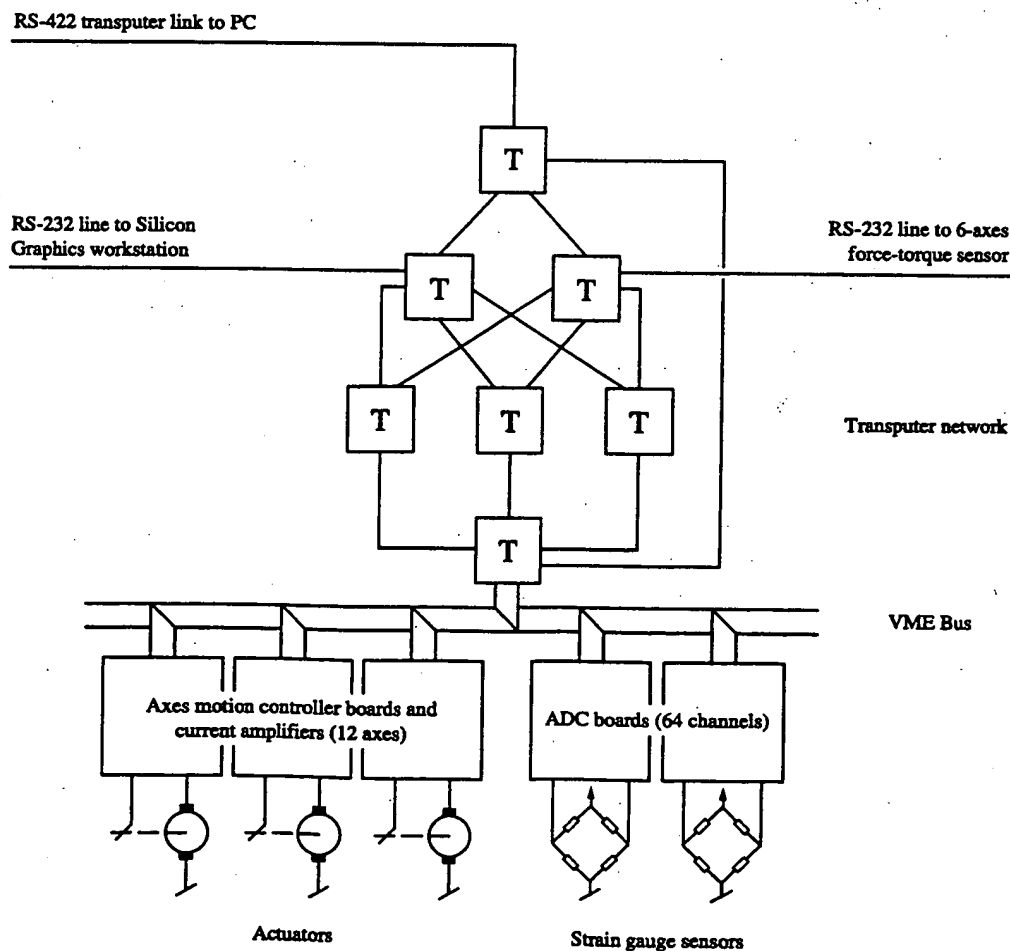 RS-422 transputer link to PC
T
RS-232 line to Silicon
Graphics workstation
RS-232 line to 6-axes
force-torque sensor
T
T
T
T
T
Transputer network
T
VME Bus
Axes motion controller boards and
current amplifiers (12 axes)
ADC boards (64 channels)
Actuators
Strain gauge sensors